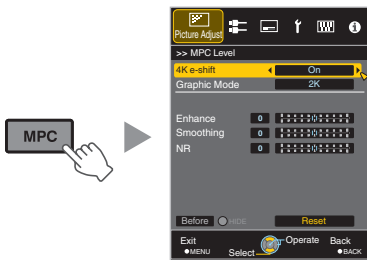 MPC
Picture Adjust
>> MPC Level
4K e-shift On
Graphic Mode 2K
Enhance 0
Smoothing 0
NR 0
Before HIDE Reset
Exit Operate Back
MENU Select BACK